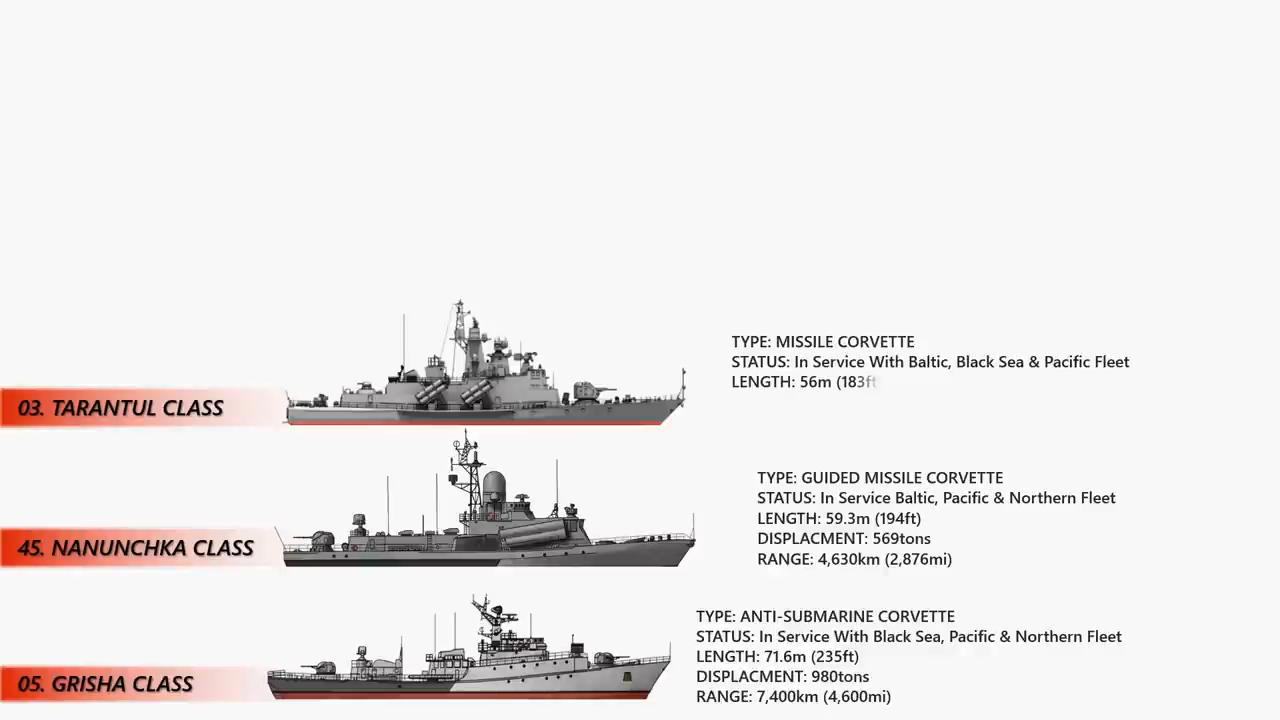 TYPE: MISSILE CORVETTE
STATUS: In Service With Baltic, Black Sea & Pacific Fleet
LENGTH: 56m (183ft
03. TARANTUL CLASS
TYPE: GUIDED MISSILE CORVETTE
STATUS: In Service Baltic, Pacific & Northern Fleet
LENGTH: 59.3m (194ft)
DISPLACMENT: 569tons
RANGE: 4,630km (2,876mi)
45. NANUNCHKA CLASS
TYPE: ANTI-SUBMARINE CORVETTE
STATUS: In Service With Black Sea, Pacific & Northern Fleet
LENGTH: 71.6m (235ft)
DISPLACMENT: 980tons
RANGE: 7,400km (4,600mi)
05. GRISHA CLASS